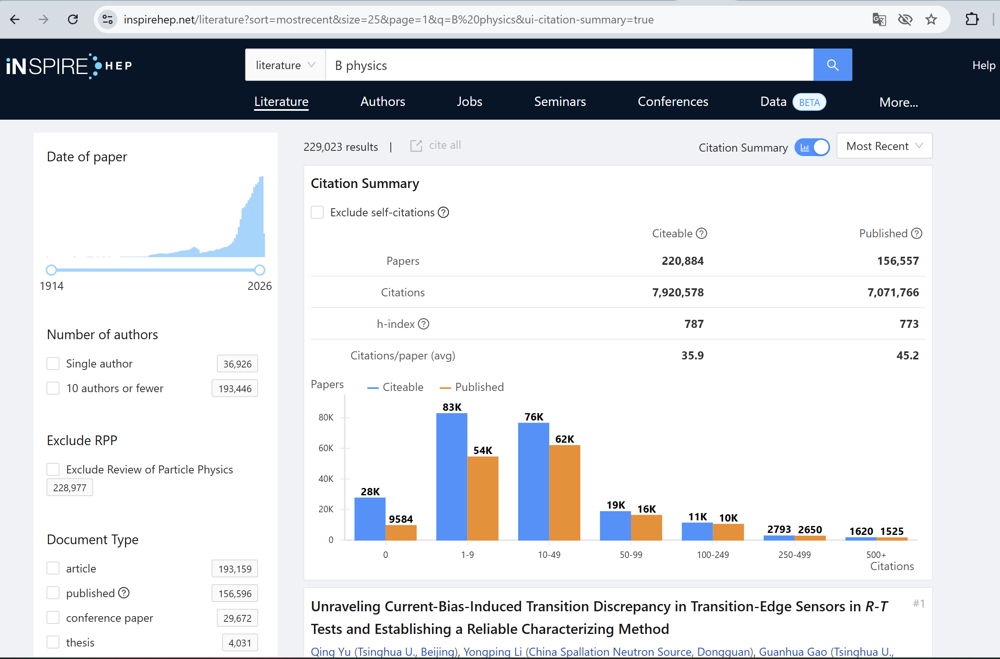 inspirehep.net/literature?sort=mostrecent&size=25&page=1&q=B%20physics&ui-citation-summary=true
iNSPIRE HEP
literature
B physics
Help
Literature
Authors
Jobs
Seminars
Conferences
Data BETA
More...
Date of paper
1914
2026
Number of authors
Single author 36,926
10 authors or fewer 193,446
Exclude RPP
Exclude Review of Particle Physics
228,977
Document Type
article 193,159
published ? 156,596
conference paper 29,672
thesis 4,031
229,023 results | cite all
Citation Summary
Most Recent
Citation Summary
Exclude self-citations ?
Citeable ? Published ?
Papers 220,884 156,557
Citations 7,920,578 7,071,766
h-index ? 787 773
Citations/paper (avg) 35.9 45.2
Papers
Citeable Published
80K
60K
40K
20K
0
28K 9584
83K 54K
76K 62K
19K 16K
11K 10K
2793 2650
1620 1525
0 1-9 10-49 50-99 100-249 250-499 500+
Citations
Unraveling Current-Bias-Induced Transition Discrepancy in Transition-Edge Sensors in R-T #1
Tests and Establishing a Reliable Characterizing Method
Qing Yu (Tsinghua U., Beijing), Yongping Li (China Spallation Neutron Source, Dongguan), Guanhua Gao (Tsinghua U.,